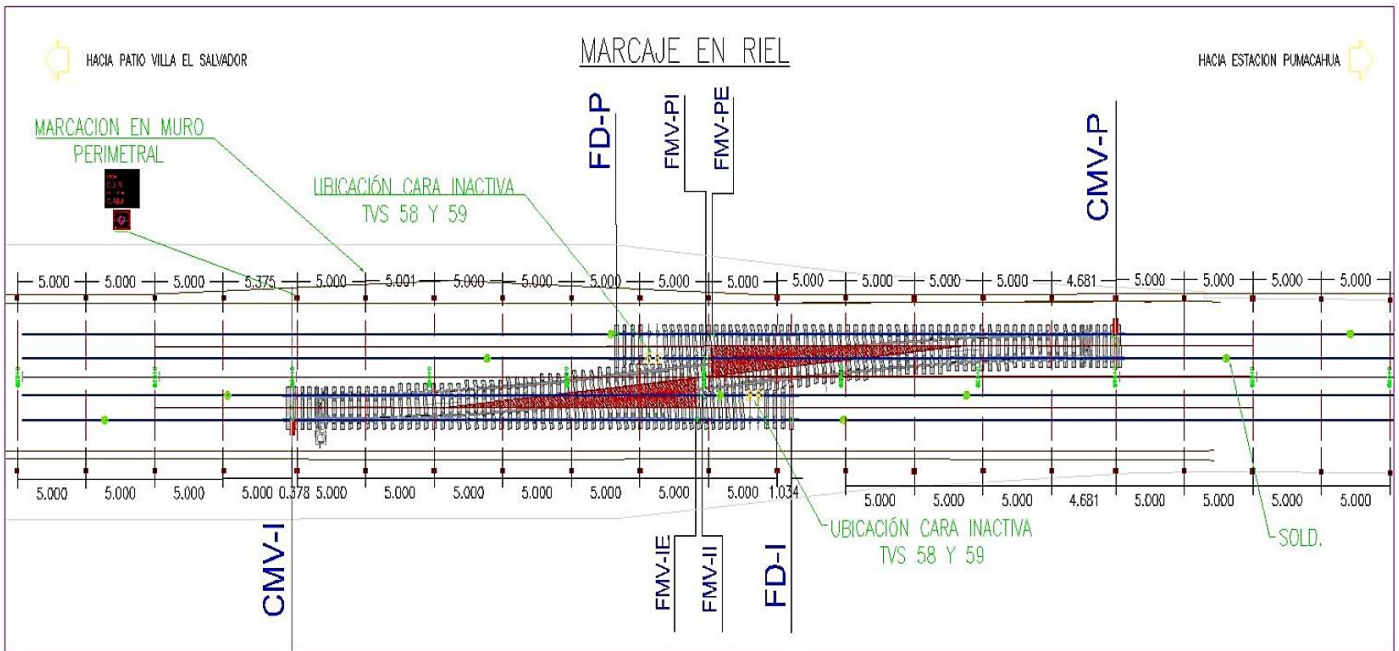 MARCAJE EN RIEL
HACIA PATIO VILLA EL SALVADOR
HACIA ESTACION PUMACAHUA
MARCACION EN MURO
PERIMETRAL
UBICACIÓN CARA INACTIVA
TVS 58 Y 59
FD-P
FMV-PI
FMV-PE
CMV-P
5.000 5.000 5.000 5.375 5.000 5.001 5.000 5.000 5.000 5.000 5.000 5.000 5.000 5.000 5.000 4.681 5.000 5.000 5.000 5.000
5.000 5.000 5.000 5.000 0.378 5.000 5.000 5.000 5.000 5.000 5.000 5.000 1.034
5.000 5.000 5.000 4.681 5.000 5.000 5.000 5.000
CMV-I
FMV-IE
FMV-II
FD-I
UBICACIÓN CARA INACTIVA
TVS 58 Y 59
SOLD.